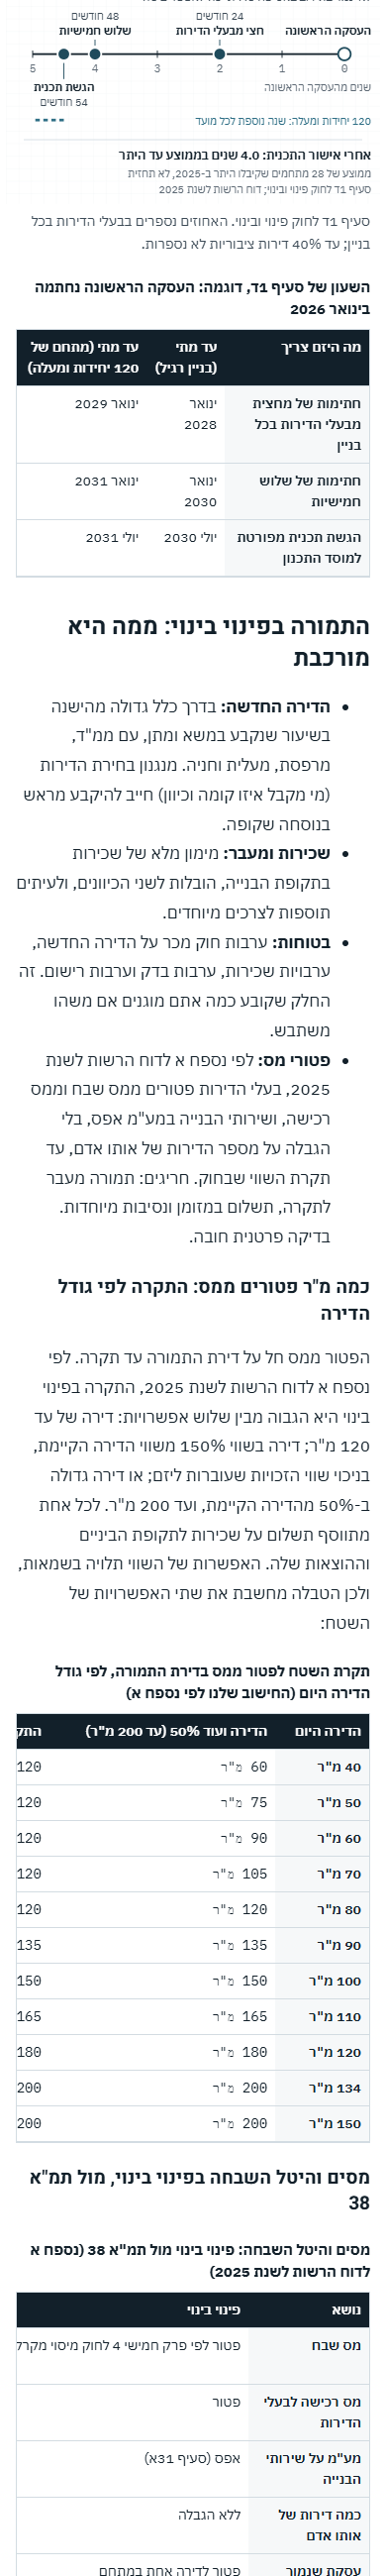 העסקה הראשונה
24 חודשים
חצי מבעלי הדירות
48 חודשים
שלוש חמישיות
0 1 2 3 4 5
שנים מהעסקה הראשונה
הגשת תכנית
54 חודשים
120 יחידות ומעלה: שנה נוספת לכל מועד
אחרי אישור התכנית: 4.0 שנים בממוצע עד היתר
ממוצע של 28 מתחמים שקיבלו היתר ב-2025, לא תחזית
סעיף 1ד לחוק פינוי ובינוי; דוח הרשות לשנת 2025
סעיף 1ד לחוק פינוי ובינוי. האחוזים נספרים בבעלי הדירות בכל
בניין; עד 40% דירות ציבוריות לא נספרות.
השעון של סעיף 1ד, דוגמה: העסקה הראשונה נחתמה
בינואר 2026
מה היזם צריך
עד מתי
(בניין רגיל)
עד מתי (מתחם של
120 יחידות ומעלה)
חתימות של מחצית
מבעלי הדירות בכל
בניין
ינואר
2028
ינואר 2029
חתימות של שלוש
חמישיות
ינואר
2030
ינואר 2031
הגשת תכנית מפורטת
למוסד התכנון
יולי 2030
יולי 2031
התמורה בפינוי בינוי: ממה היא
מורכבת
• הדירה החדשה: בדרך כלל גדולה מהישנה
בשיעור שנקבע במשא ומתן, עם ממ"ד,
מרפסת, מעלית וחניה. מנגנון בחירת הדירות
(מי מקבל איזו קומה וכיוון) חייב להיקבע מראש
בנוסחה שקופה.
• שכירות ומעבר: מימון מלא של שכירות
בתקופת הבנייה, הובלות לשני הכיוונים, ולעיתים
תוספות לצרכים מיוחדים.
• בטוחות: ערבות חוק מכר על הדירה החדשה,
ערבויות שכירות, ערבות בדק וערבות רישום. זה
החלק שקובע כמה אתם מוגנים אם משהו
משתבש.
• פטורי מס: לפי נספח א לדוח הרשות לשנת
2025, בעלי הדירות פטורים ממס שבח וממס
רכישה, ושירותי הבנייה במע"מ אפס, בלי
הגבלה על מספר הדירות של אותו אדם, עד
תקרת השווי שבחוק. חריגים: תמורה מעבר
לתקרה, תשלום במזומן ונסיבות מיוחדות.
בדיקה פרטנית חובה.
כמה מ"ר פטורים ממס: התקרה לפי גודל
הדירה
הפטור ממס חל על דירת התמורה עד תקרה. לפי
נספח א לדוח הרשות לשנת 2025, התקרה בפינוי
בינוי היא הגבוה מבין שלוש אפשרויות: דירה של עד
120 מ"ר; דירה בשווי 150% משווי הדירה הקיימת,
בניכוי שווי הזכויות שעוברות ליזם; או דירה גדולה
ב-50% מהדירה הקיימת, ועד 200 מ"ר. לכל אחת
מתווסף תשלום על שכירות לתקופת הביניים
וההוצאות שלה. האפשרות של השווי תלויה בשמאות,
ולכן הטבלה מחשבת את שתי האפשרויות של
השטח:
תקרת השטח לפטור ממס בדירת התמורה, לפי גודל
הדירה היום (החישוב שלנו לפי נספח א)
הדירה היום הדירה ועוד 50% (עד 200 מ"ר) התק
40 מ"ר 60 מ"ר 120
50 מ"ר 75 מ"ר 120
60 מ"ר 90 מ"ר 120
70 מ"ר 105 מ"ר 120
80 מ"ר 120 מ"ר 120
90 מ"ר 135 מ"ר 135
100 מ"ר 150 מ"ר 150
110 מ"ר 165 מ"ר 165
120 מ"ר 180 מ"ר 180
134 מ"ר 200 מ"ר 200
150 מ"ר 200 מ"ר 200
מסים והיטל השבחה בפינוי בינוי, מול תמ"א
38
מסים והיטל השבחה: פינוי בינוי מול תמ"א 38 (נספח א
לדוח הרשות לשנת 2025)
נושא פינוי בינוי
מס שבח פטור לפי פרק חמישי 4 לחוק מיסוי מקרק
מס רכישה לבעלי
הדירות
פטור
מע"מ על שירותי
הבנייה
אפס (סעיף 31א)
כמה דירות של
אותו אדם
ללא הגבלה
עסקת שנמור פטור לדירה אחת במתחם